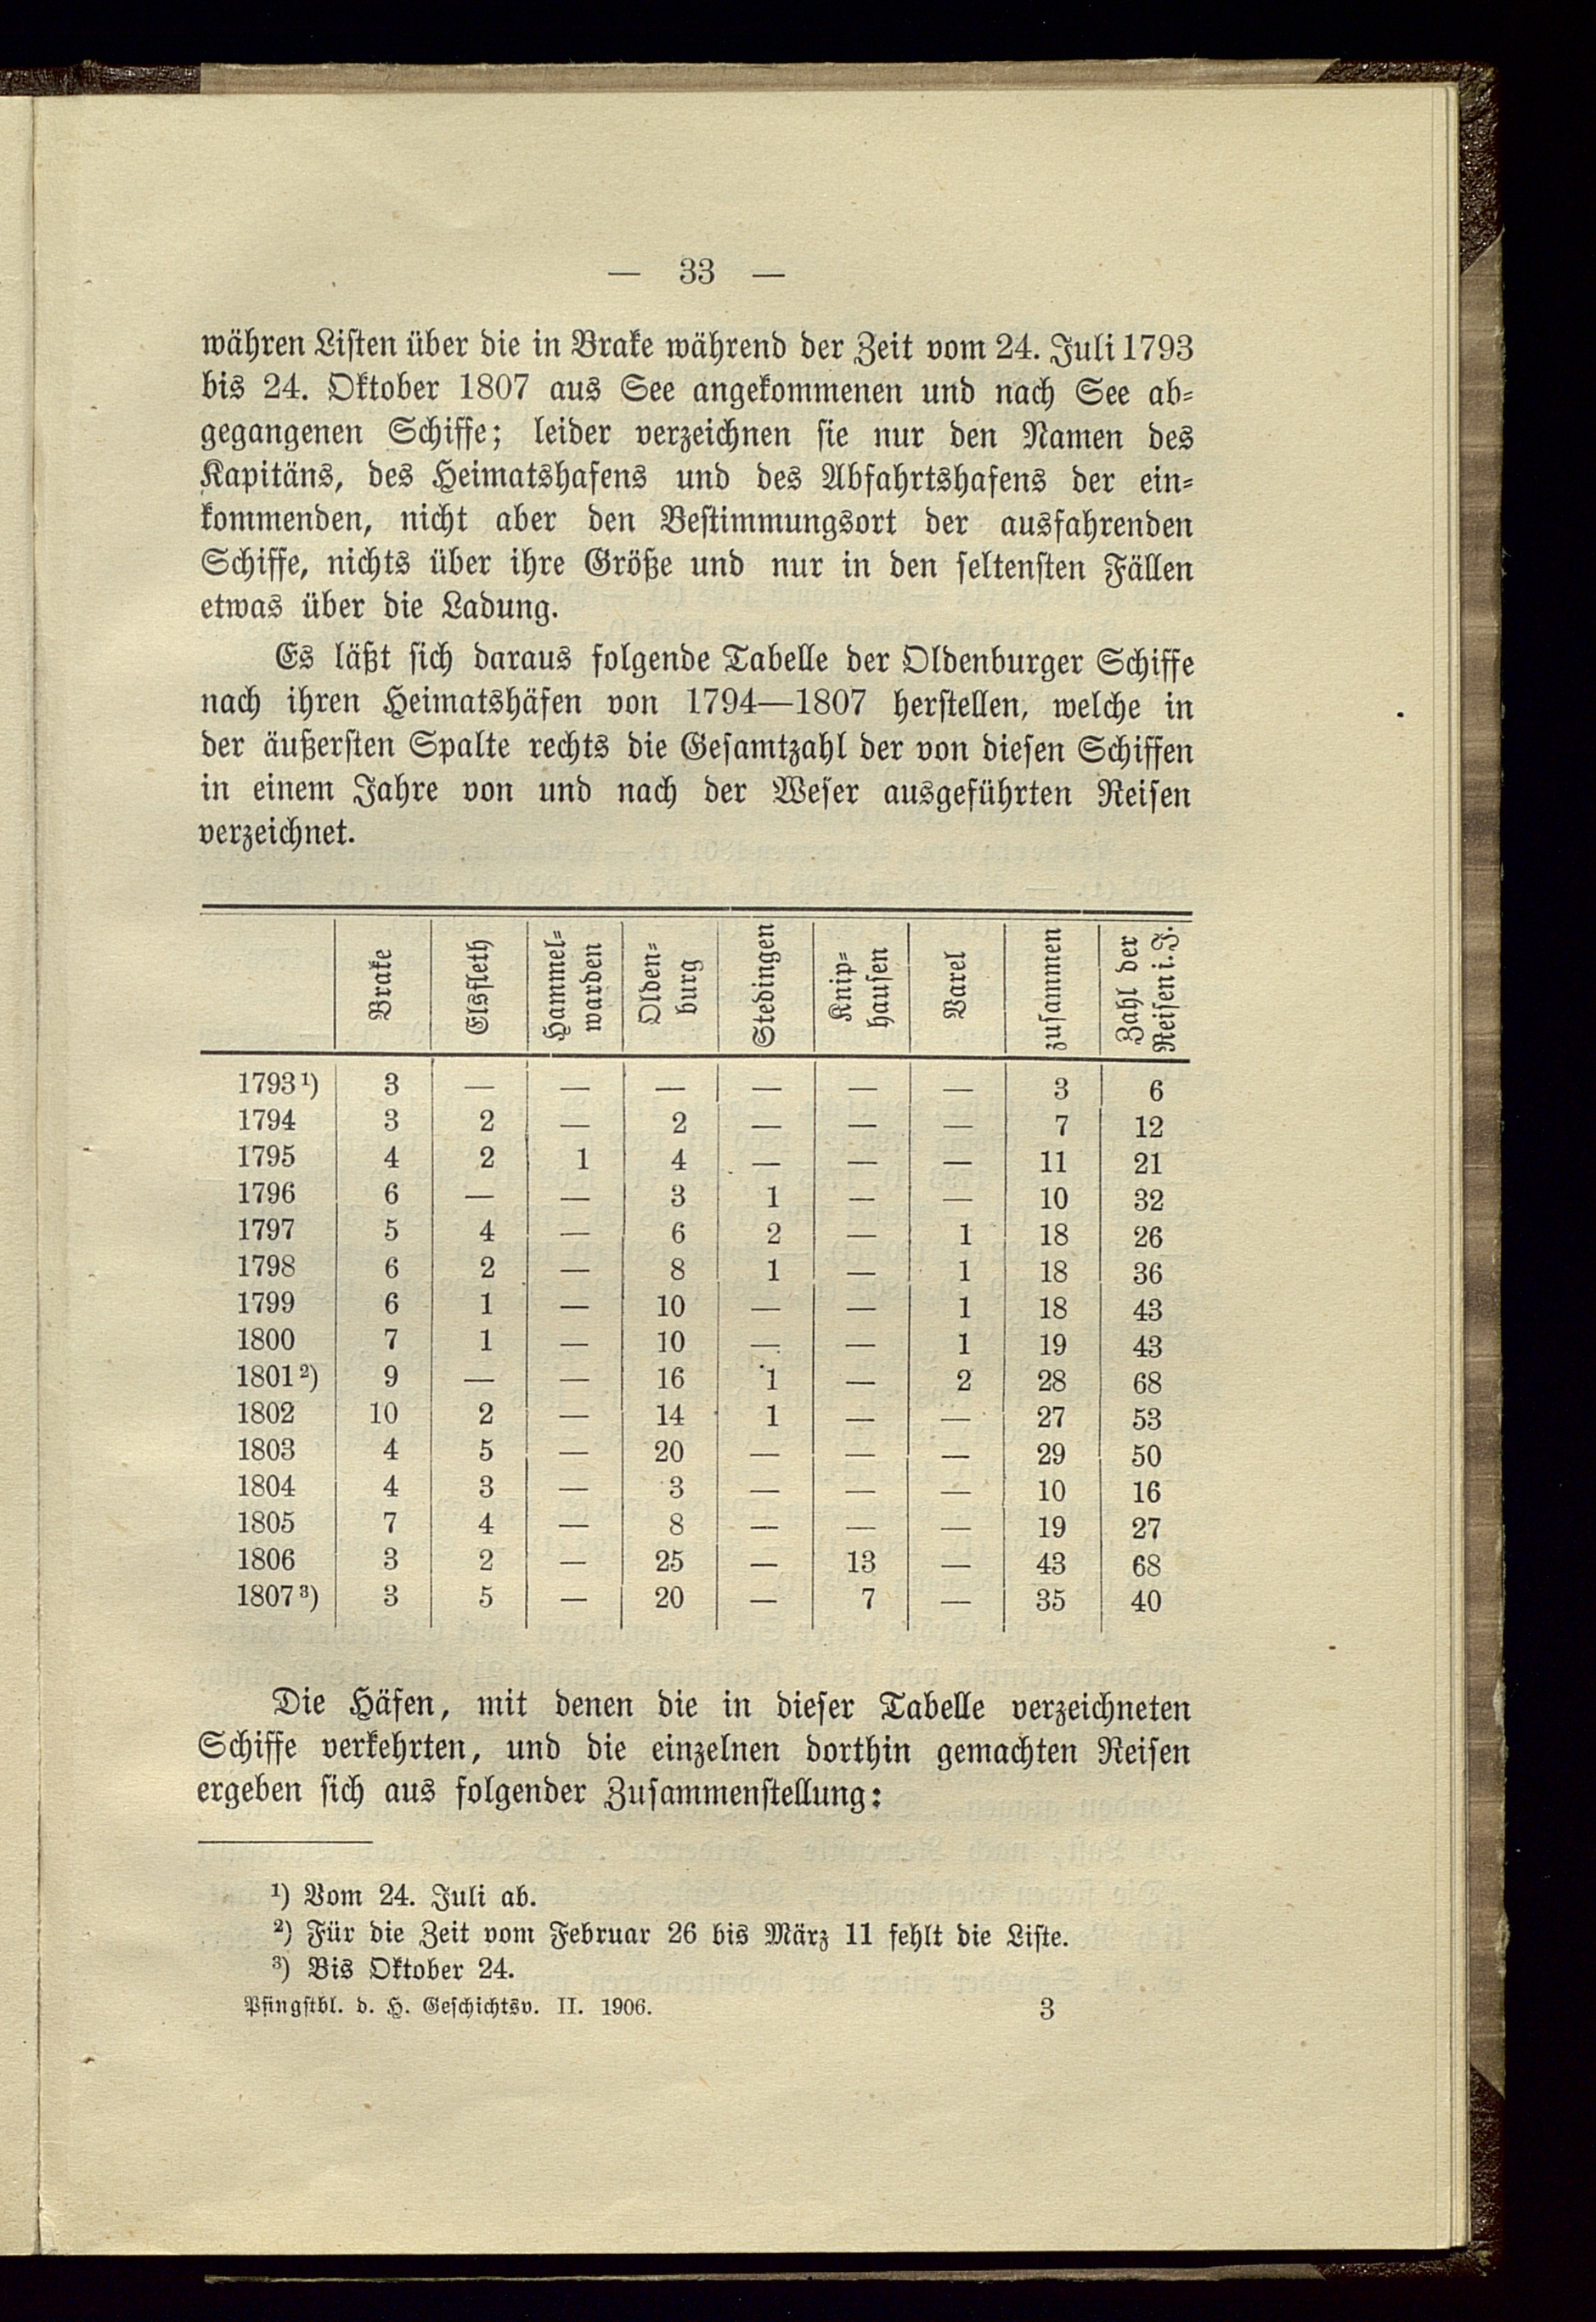 — 33 —
währen Listen über die in Brake während der Zeit vom 24. Juli 1793
bis 24. Oktober 1807 aus See angekommenen und nach See ab-
gegangenen Schiffe; leider verzeichnen sie nur den Namen des
Kapitäns, des Heimatshafens und des Abfahrtshafens der ein-
kommenden, nicht aber den Bestimmungsort der ausfahrenden
Schiffe, nichts über ihre Größe und nur in den seltensten Fällen
etwas über die Ladung.
Es läßt sich daraus folgende Tabelle der Oldenburger Schiffe
nach ihren Heimatshäfen von 1794—1807 herstellen, welche in
der äußersten Spalte rechts die Gesamtzahl der von diesen Schiffen
in einem Jahre von und nach der Weser ausgeführten Reisen
verzeichnet.
Brake Elsfleth Hammel-warden Olden-burg Stedingen Knip-hausen Varel zusammen Zahl der Reisen i. J.
1793 ¹) 3 — — — — — — 3 6
1794 3 2 — 2 — — — 7 12
1795 4 2 1 4 — — — 11 21
1796 6 — — 3 1 — — 10 32
1797 5 4 — 6 2 — 1 18 26
1798 6 2 — 8 1 — 1 18 36
1799 6 1 — 10 — — 1 18 43
1800 7 1 — 10 — — 1 19 43
1801 ²) 9 — — 16 1 — 2 28 68
1802 10 2 — 14 1 — — 27 53
1803 4 5 — 20 — — — 29 50
1804 4 3 — 3 — — — 10 16
1805 7 4 — 8 — — — 19 27
1806 3 2 — 25 — 13 — 43 68
1807 ³) 3 5 — 20 — 7 — 35 40
Die Häfen, mit denen die in dieser Tabelle verzeichneten
Schiffe verkehrten, und die einzelnen dorthin gemachten Reisen
ergeben sich aus folgender Zusammenstellung:
¹) Vom 24. Juli ab.
²) Für die Zeit vom Februar 26 bis März 11 fehlt die Liste.
³) Bis Oktober 24.
Pfingstbl. d. H. Geschichtsv. II. 1906. 3